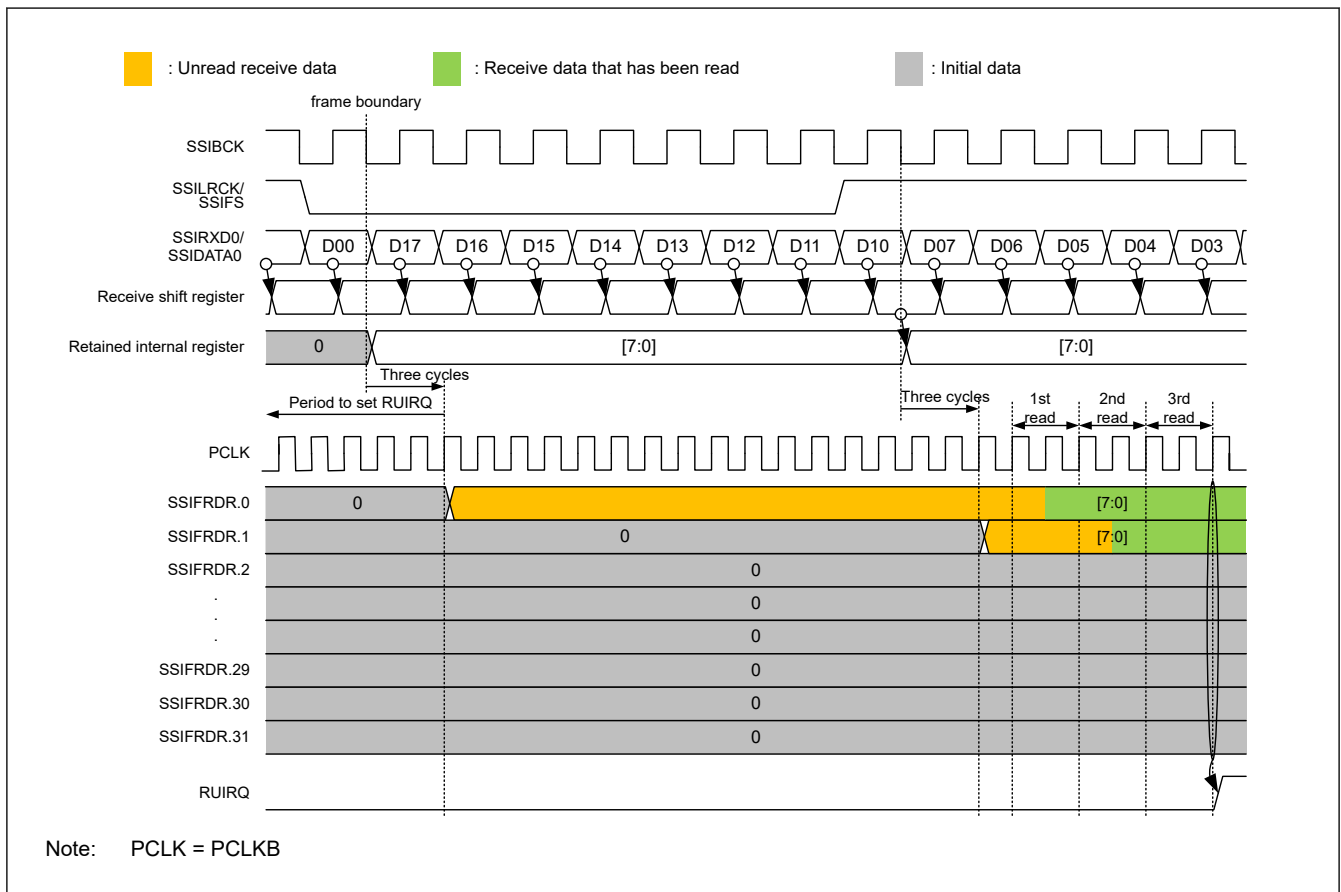 : Unread receive data : Receive data that has been read : Initial data
frame boundary
SSIBCK
SSILRCK/
SSIFS
SSIRXD0/
SSIDATA0
D00 D17 D16 D15 D14 D13 D12 D11 D10 D07 D06 D05 D04 D03
Receive shift register
Retained internal register 0 [7:0] [7:0]
Three cycles
Period to set RUIRQ
Three cycles
1st
read
2nd
read
3rd
read
PCLK
SSIFRDR.0 0 [7:0]
SSIFRDR.1 0 [7:0]
SSIFRDR.2 0
. 0
.
. 0
SSIFRDR.29 0
SSIFRDR.30 0
SSIFRDR.31 0
RUIRQ
Note: PCLK = PCLKB